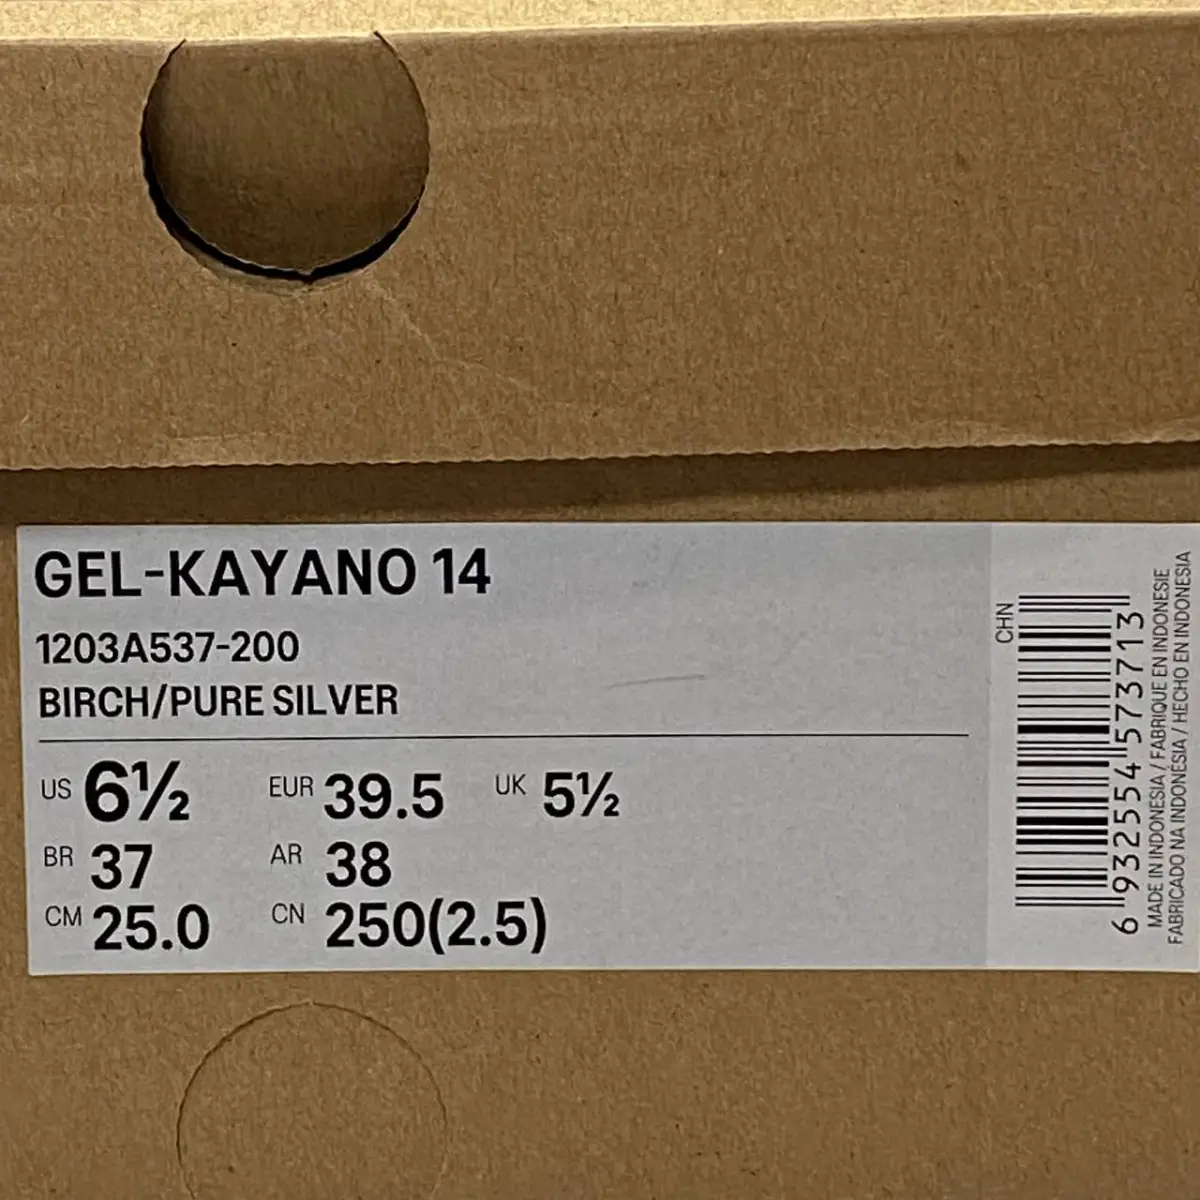 GEL-KAYANO 14
1203A537-200
BIRCH/PURE SILVER
US 6½ EUR 39.5 UK 5½
BR 37 AR 38
CM 25.0 CN 250(2.5)
CHN
6 932554 573713
MADE IN INDONESIA / FABRIQUE EN INDONESIE
FABRICADO NA INDONÉSIA / HECHO EN INDONESIA